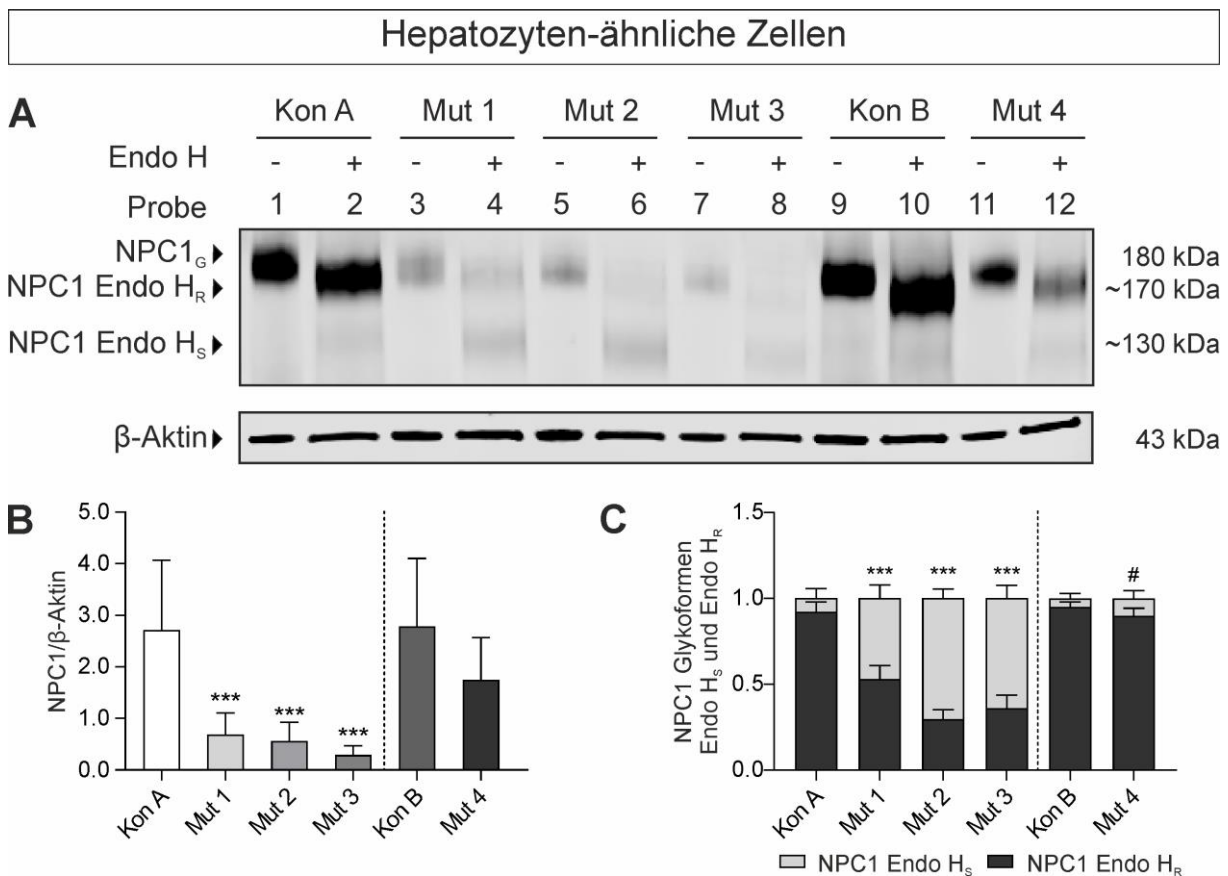 Hepatozyten-ähnliche Zellen
A
Kon A Mut 1 Mut 2 Mut 3 Kon B Mut 4
Endo H - + - + - + - + - + - +
Probe 1 2 3 4 5 6 7 8 9 10 11 12
NPC1G 180 kDa
NPC1 Endo HR ~170 kDa
NPC1 Endo HS ~130 kDa
β-Aktin 43 kDa
B
NPC1/β-Aktin
5.0
4.0
3.0
2.0
1.0
0.0
*** *** ***
Kon A Mut 1 Mut 2 Mut 3 Kon B Mut 4
C
NPC1 Glykoformen
Endo HS und Endo HR
1.5
1.0
0.5
0.0
*** *** *** #
Kon A Mut 1 Mut 2 Mut 3 Kon B Mut 4
NPC1 Endo HS NPC1 Endo HR